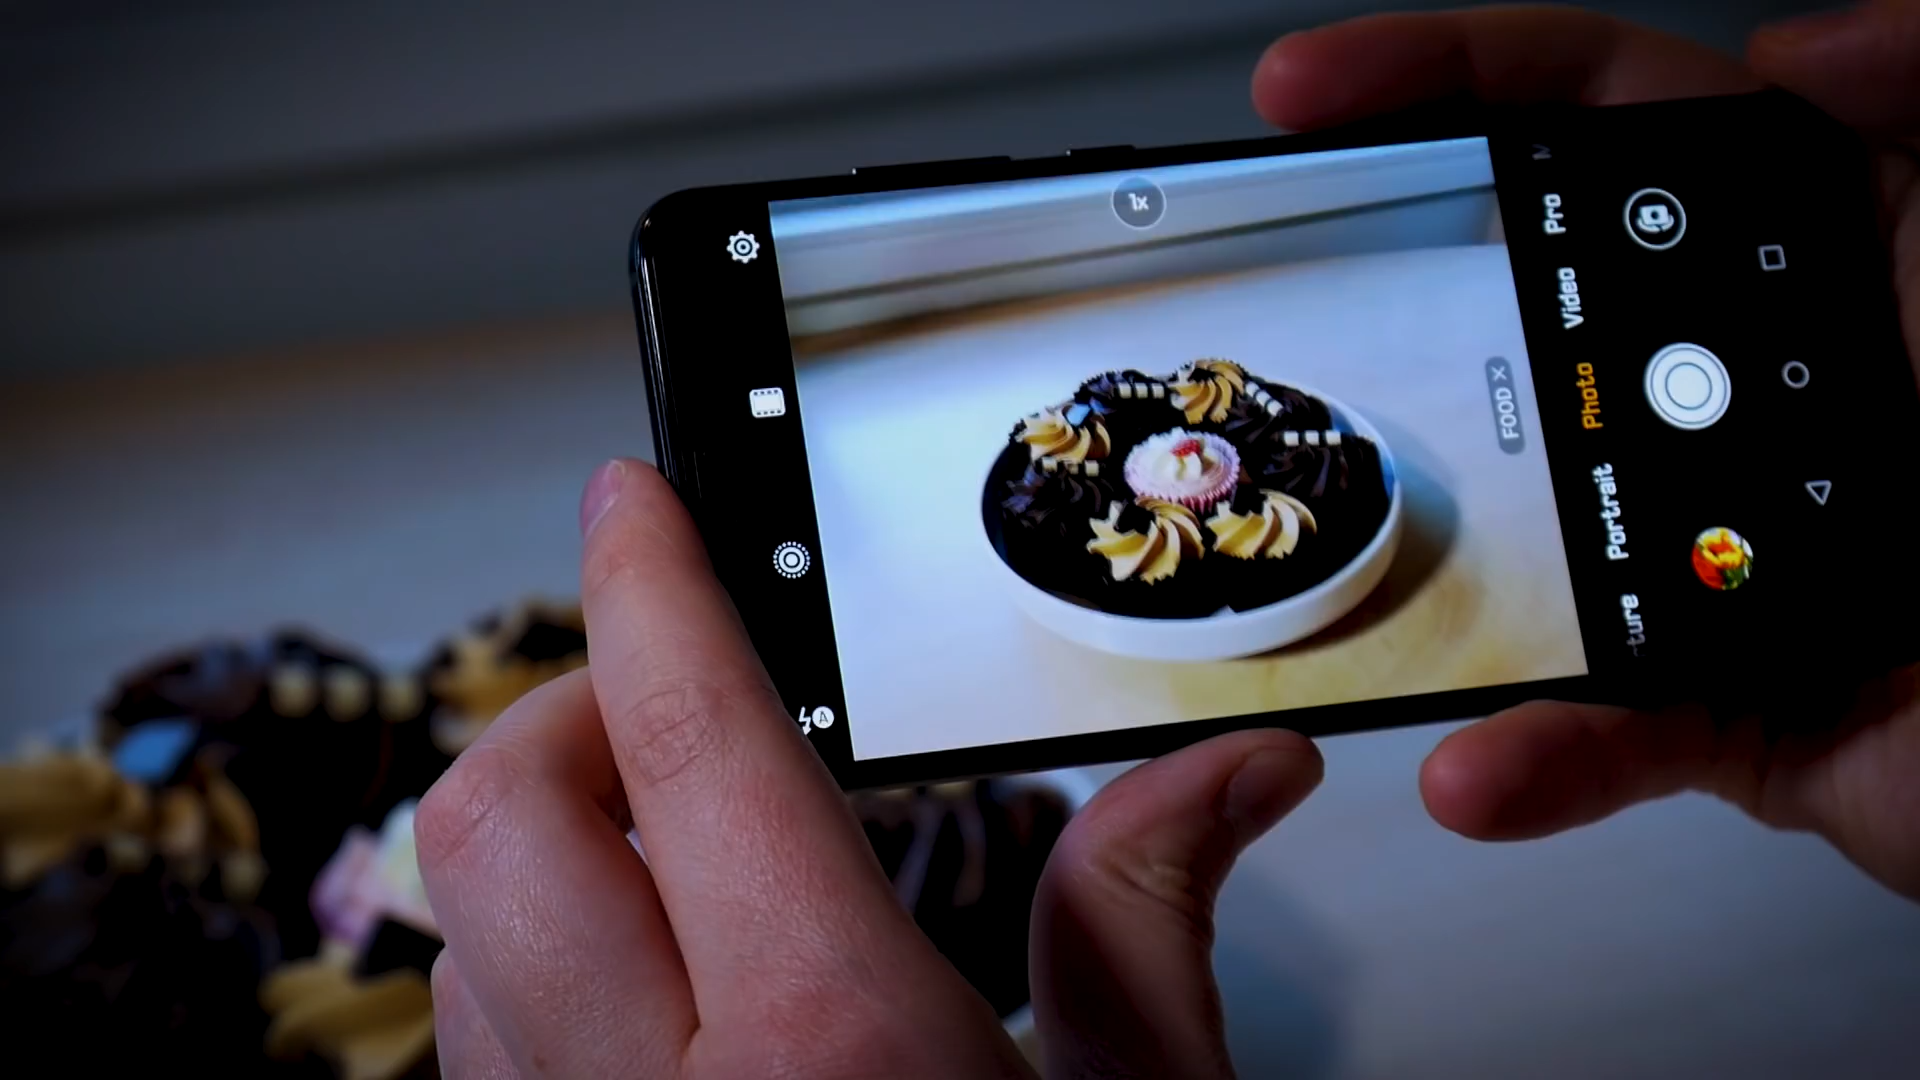 1x
FOOD X
Pro
Video
Photo
Portrait
ture
A